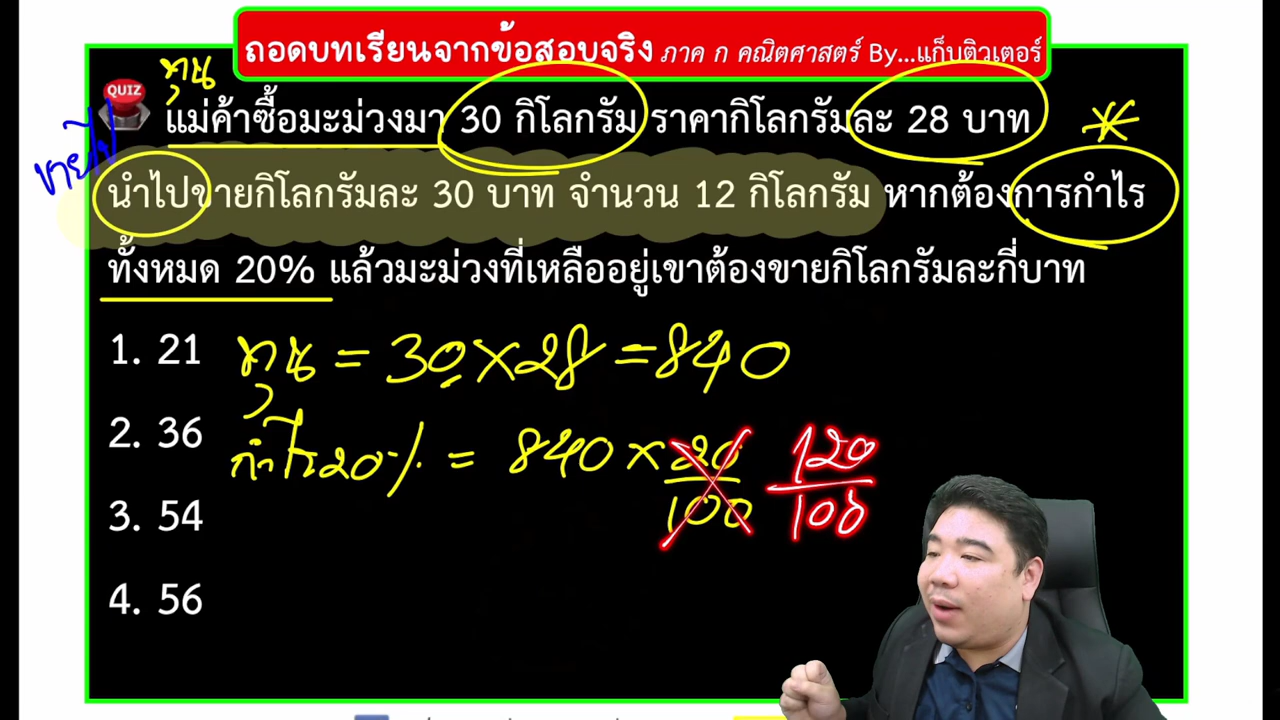 ถอดบทเรียนจากข้อสอบจริง ภาค ก คณิตศาสตร์ By...แก็บติวเตอร์
ทุน
QUIZ
แม่ค้าซื้อมะม่วงมา 30 กิโลกรัม ราคากิโลกรัมละ 28 บาท
ขายไป
นำไปขายกิโลกรัมละ 30 บาท จำนวน 12 กิโลกรัม หากต้องการกำไร
ทั้งหมด 20% แล้วมะม่วงที่เหลืออยู่เขาต้องขายกิโลกรัมละกี่บาท
1. 21 ทุน = 30 × 28 = 840
2. 36
กำไร 20% = 840 × 20/100 120/100
3. 54
4. 56